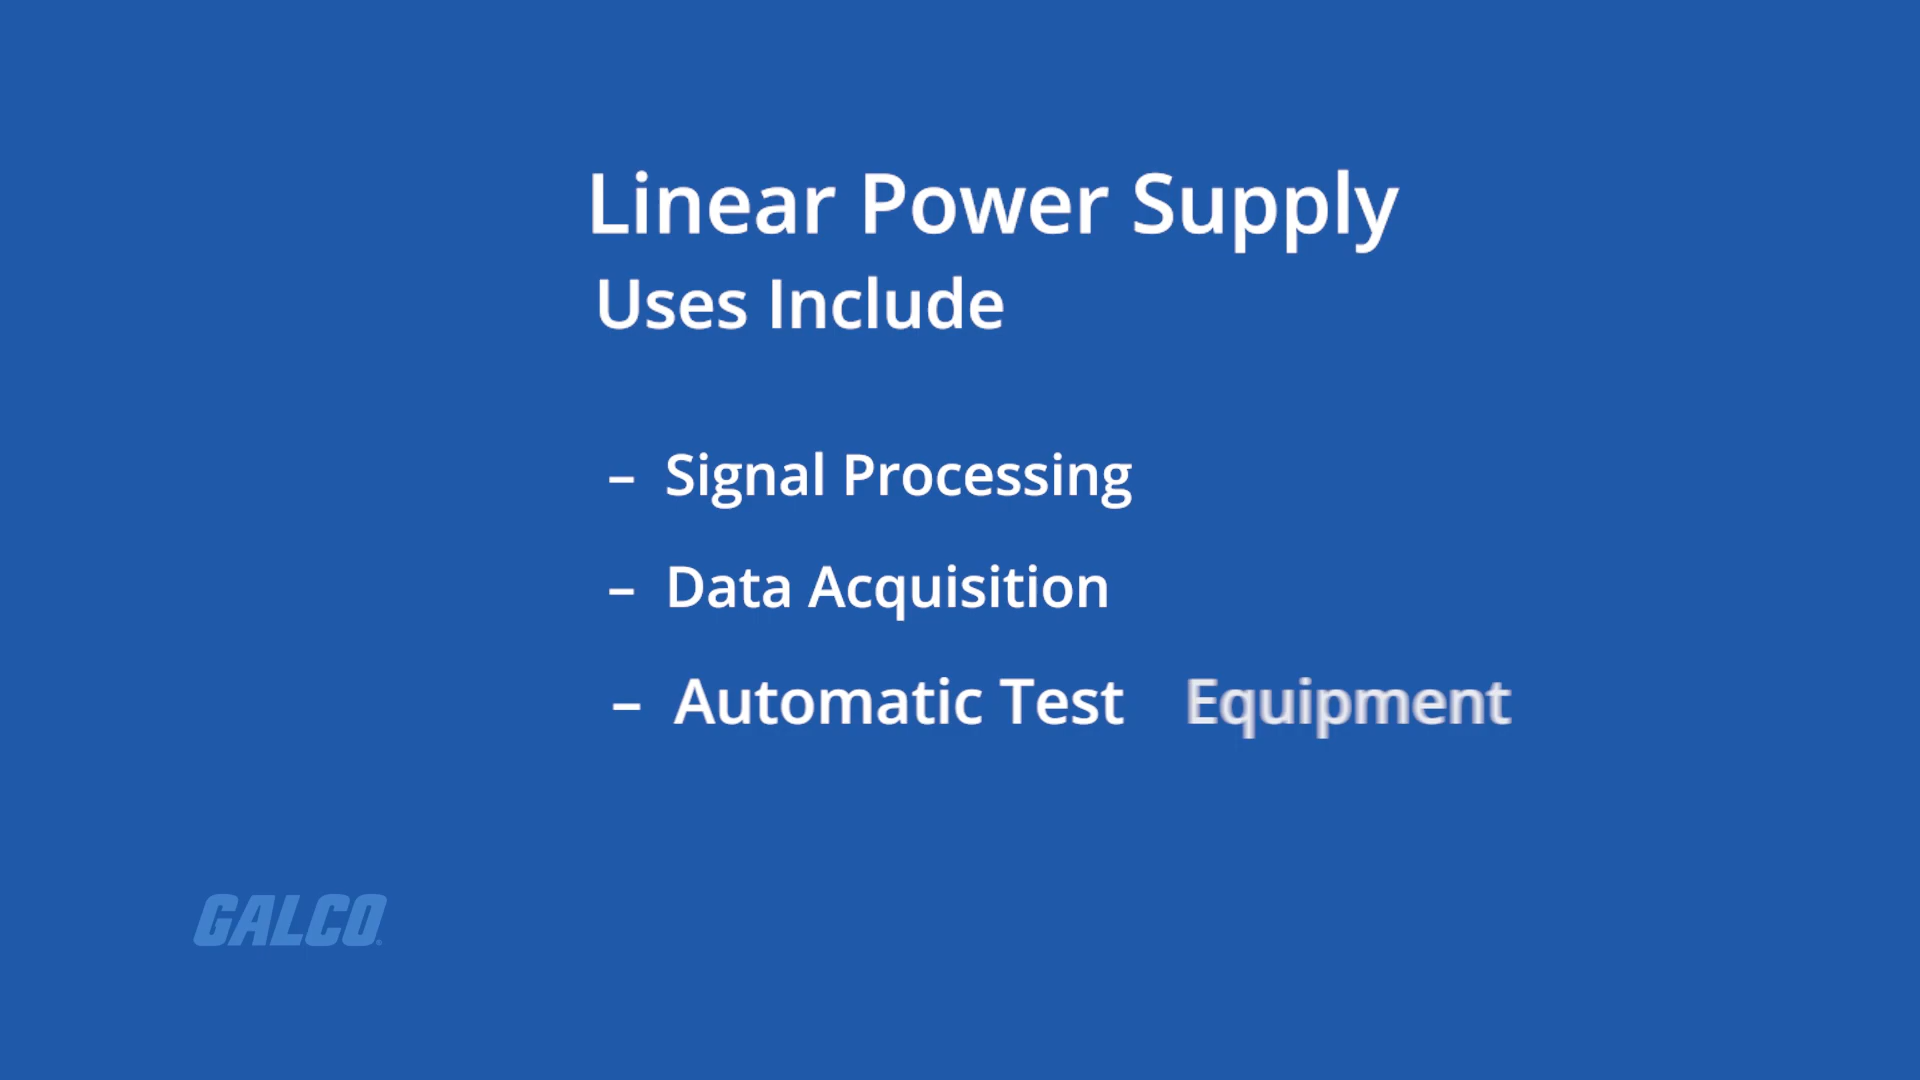 Linear Power Supply
Uses Include
– Signal Processing
– Data Acquisition
– Automatic Test Equipment
GALCO